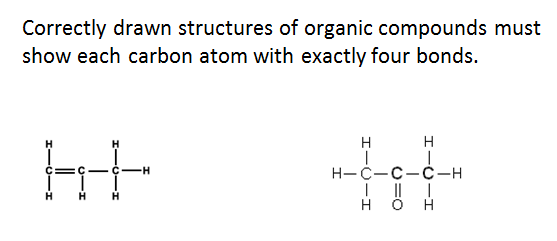 Correctly drawn structures of organic compounds must
show each carbon atom with exactly four bonds.
H H
C=C-C-H
H H H
H H
H-C-C-C-H
H O H